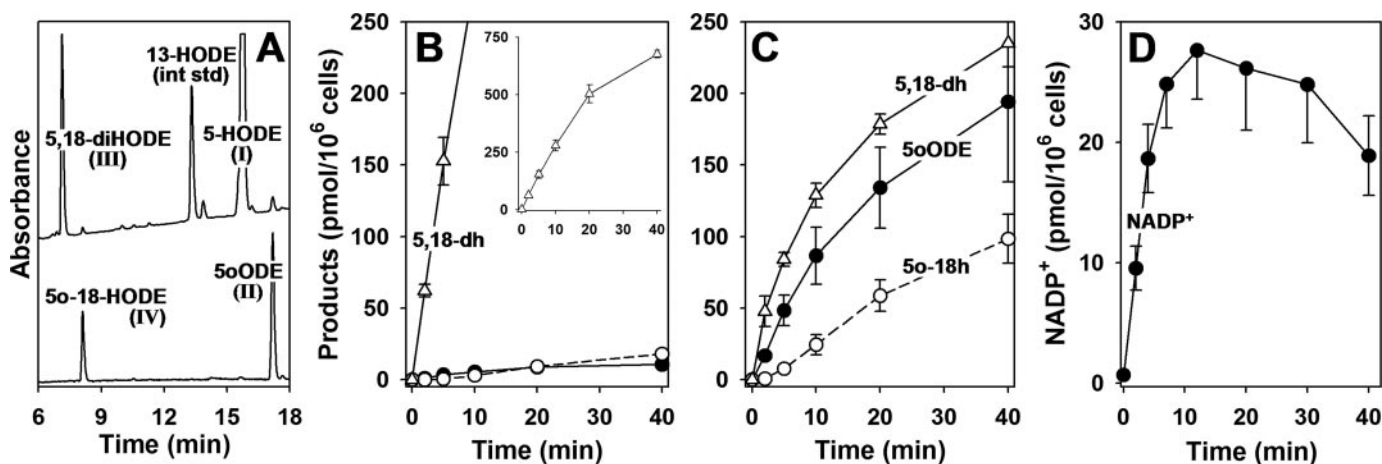 A
Absorbance
13-HODE
(int std)
5,18-diHODE
(III)
5-HODE
(I)
5o-18-HODE
(IV)
5oODE
(II)
6 9 12 15 18
Time (min)
B
Products (pmol/10⁶ cells)
250
200
150
100
50
0
5,18-dh
750
500
250
0
0 10 20 30 40
0 10 20 30 40
Time (min)
C
250
200
150
100
50
0
5,18-dh
5oODE
5o-18h
0 10 20 30 40
Time (min)
D
NADP⁺ (pmol/10⁶ cells)
30
20
10
0
NADP⁺
0 10 20 30 40
Time (min)